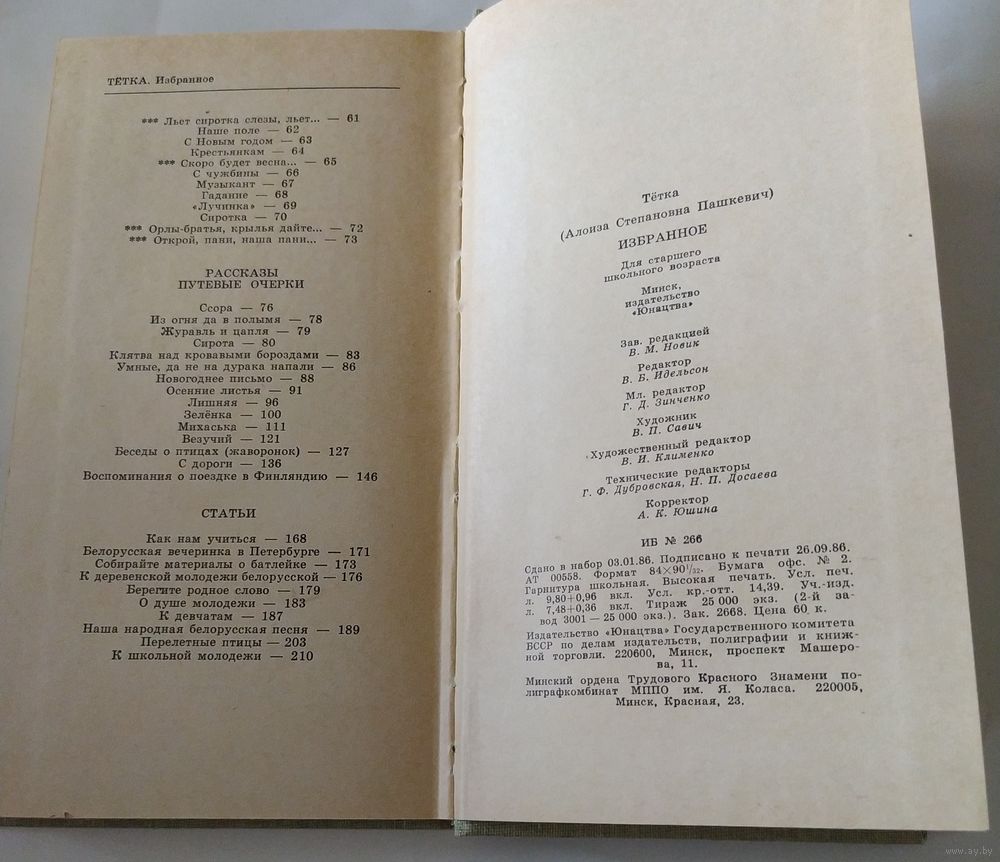 ТЁТКА. Избранное
*** Льет сиротка слезы, льет... — 61
Наше поле — 62
С Новым годом — 63
Крестьянкам — 64
*** Скоро будет весна... — 65
С чужбины — 66
Музыкант — 67
Гадание — 68
«Лучинка» — 69
Сиротка — 70
*** Орлы-братья, крылья дайте... — 72
*** Открой, пани, наша пани... — 73
РАССКАЗЫ
ПУТЕВЫЕ ОЧЕРКИ
Ссора — 76
Из огня да в полымя — 78
Журавль и цапля — 79
Сирота — 80
Клятва над кровавыми бороздами — 83
Умные, да не на дурака напали — 86
Новогоднее письмо — 88
Осенние листья — 91
Лишняя — 96
Зелёнка — 100
Михаська — 111
Везучий — 121
Беседы о птицах (жаворонок) — 127
С дороги — 136
Воспоминания о поездке в Финляндию — 146
СТАТЬИ
Как нам учиться — 168
Белорусская вечеринка в Петербурге — 171
Собирайте материалы о батлейке — 173
К деревенской молодежи белорусской — 176
Берегите родное слово — 179
О душе молодежи — 183
К девчатам — 187
Наша народная белорусская песня — 189
Перелетные птицы — 203
К школьной молодежи — 210
Тётка
(Алоиза Степановна Пашкевич)
ИЗБРАННОЕ
Для старшего
школьного возраста
Минск,
издательство
«Юнацтва»
Зав. редакцией
В. М. Новик
Редактор
В. Б. Идельсон
Мл. редактор
Г. Д. Зинченко
Художник
В. П. Савич
Художественный редактор
В. И. Клименко
Технические редакторы
Г. Ф. Дубровская, Н. П. Досаева
Корректор
А. К. Юшина
ИБ № 266
Сдано в набор 03.01.86. Подписано к печати 26.09.86.
АТ 00558. Формат 84×90¹/₃₂. Бумага офс. № 2.
Гарнитура школьная. Высокая печать. Усл. печ.
л. 9,80+0,96 вкл. Усл. кр.-отт. 14,39. Уч.-изд.
л. 7,48+0,36 вкл. Тираж 25 000 экз. (2-й за-
вод 3001 — 25 000 экз.). Зак. 2668. Цена 60 к.
Издательство «Юнацтва» Государственного комитета
БССР по делам издательств, полиграфии и книж-
ной торговли. 220600, Минск, проспект Машеро-
ва, 11.
Минский ордена Трудового Красного Знамени по-
лиграфкомбинат МППО им. Я. Коласа. 220005,
Минск, Красная, 23.
www.ay.by